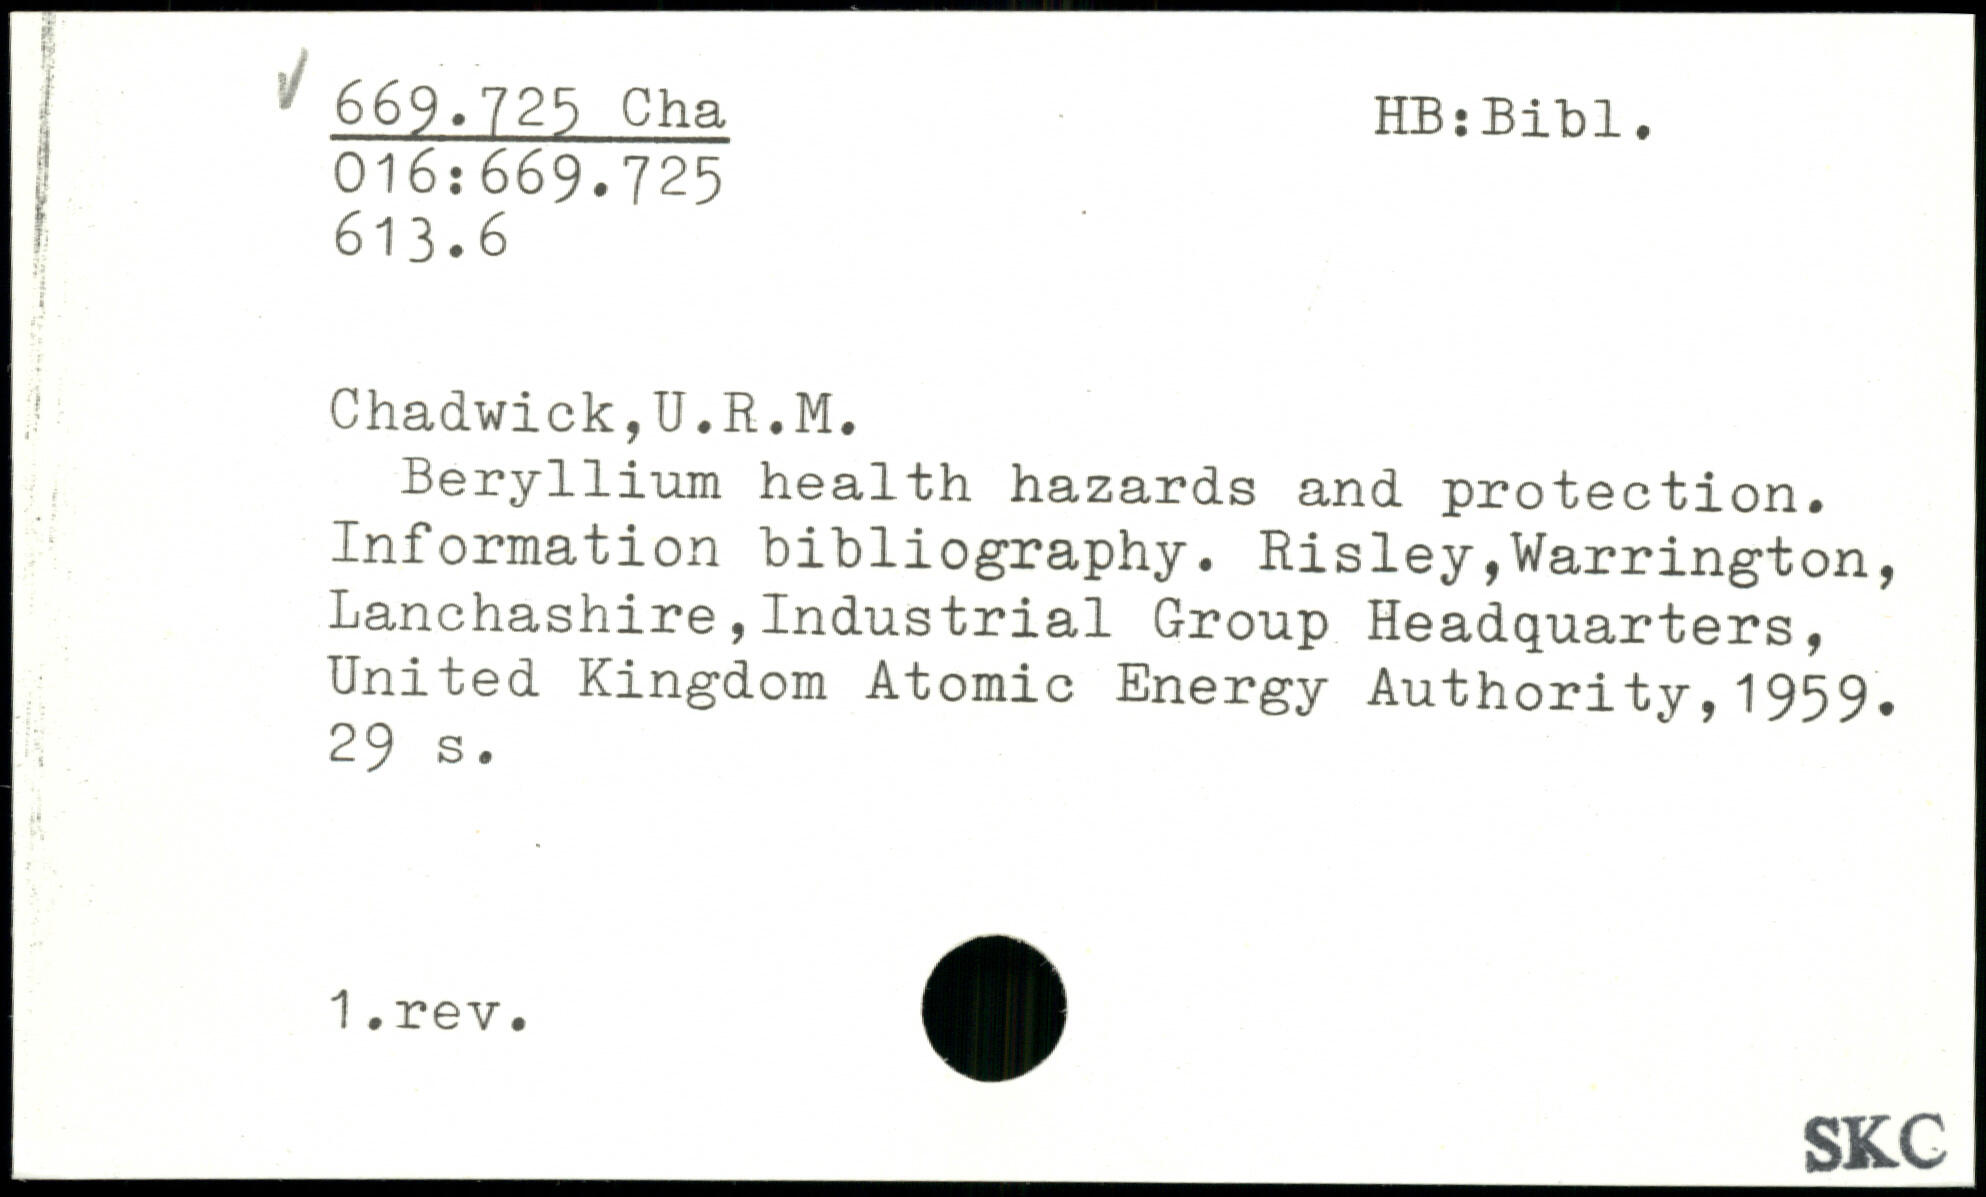 669.725 Cha
HB:Bibl.
016:669.725
613.6
Chadwick,U.R.M.
Beryllium health hazards and protection.
Information bibliography. Risley,Warrington,
Lanchashire,Industrial Group Headquarters,
United Kingdom Atomic Energy Authority,1959.
29 s.
1.rev.
SKC